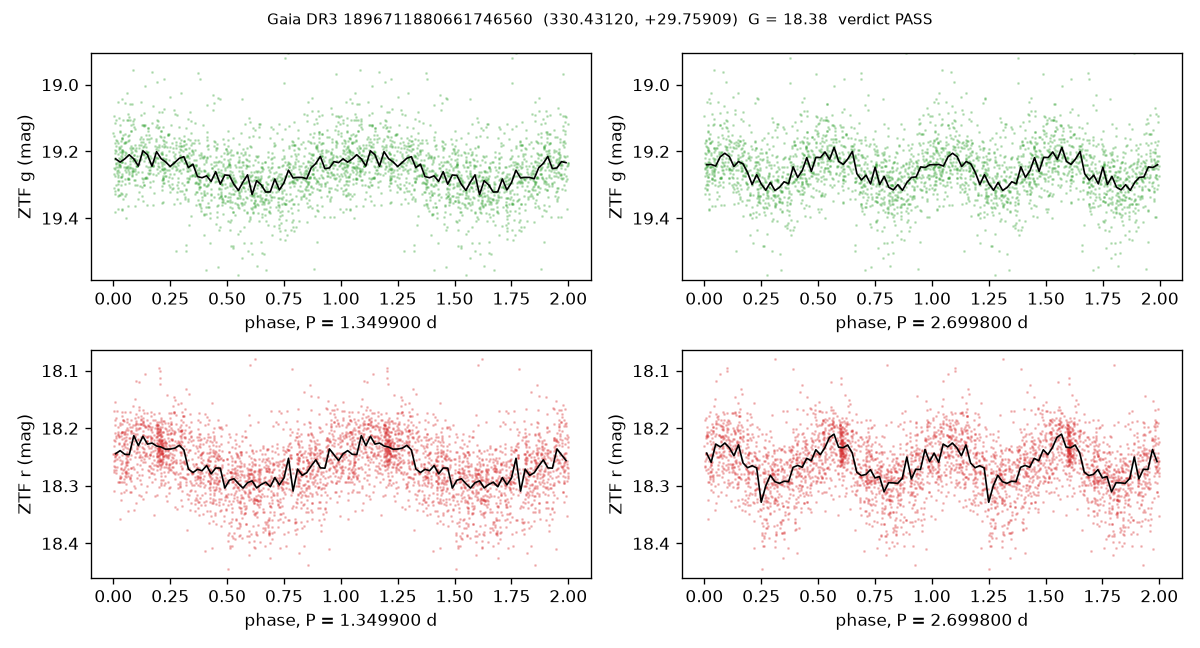 Gaia DR3 1896711880661746560  (330.43120, +29.75909)  G = 18.38  verdict PASS
ZTF g (mag)
19.0
19.2
19.4
0.00 0.25 0.50 0.75 1.00 1.25 1.50 1.75 2.00
phase, P = 1.349900 d
ZTF g (mag)
19.0
19.2
19.4
0.00 0.25 0.50 0.75 1.00 1.25 1.50 1.75 2.00
phase, P = 2.699800 d
ZTF r (mag)
18.1
18.2
18.3
18.4
0.00 0.25 0.50 0.75 1.00 1.25 1.50 1.75 2.00
phase, P = 1.349900 d
ZTF r (mag)
18.1
18.2
18.3
18.4
0.00 0.25 0.50 0.75 1.00 1.25 1.50 1.75 2.00
phase, P = 2.699800 d